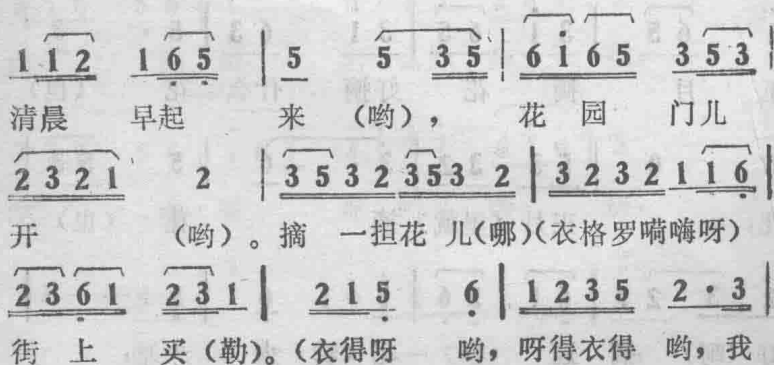 1 1 2 1 6 5 | 5 5 3 5 | 6 1 6 5 3 5 3 |
清晨 早起 来 （哟）， 花 园 门儿
2 3 2 1 2 | 3 5 3 2 3 5 3 2 | 3 2 3 2 1 1 6 |
开 （哟）。摘 一担花 儿（哪）（衣格罗嗬嗨呀）
2 3 6 1 2 3 1 | 2 1 5 6 | 1 2 3 5 2 · 3 |
街 上 买（勒）。（衣得呀 哟，呀得衣得 哟，我